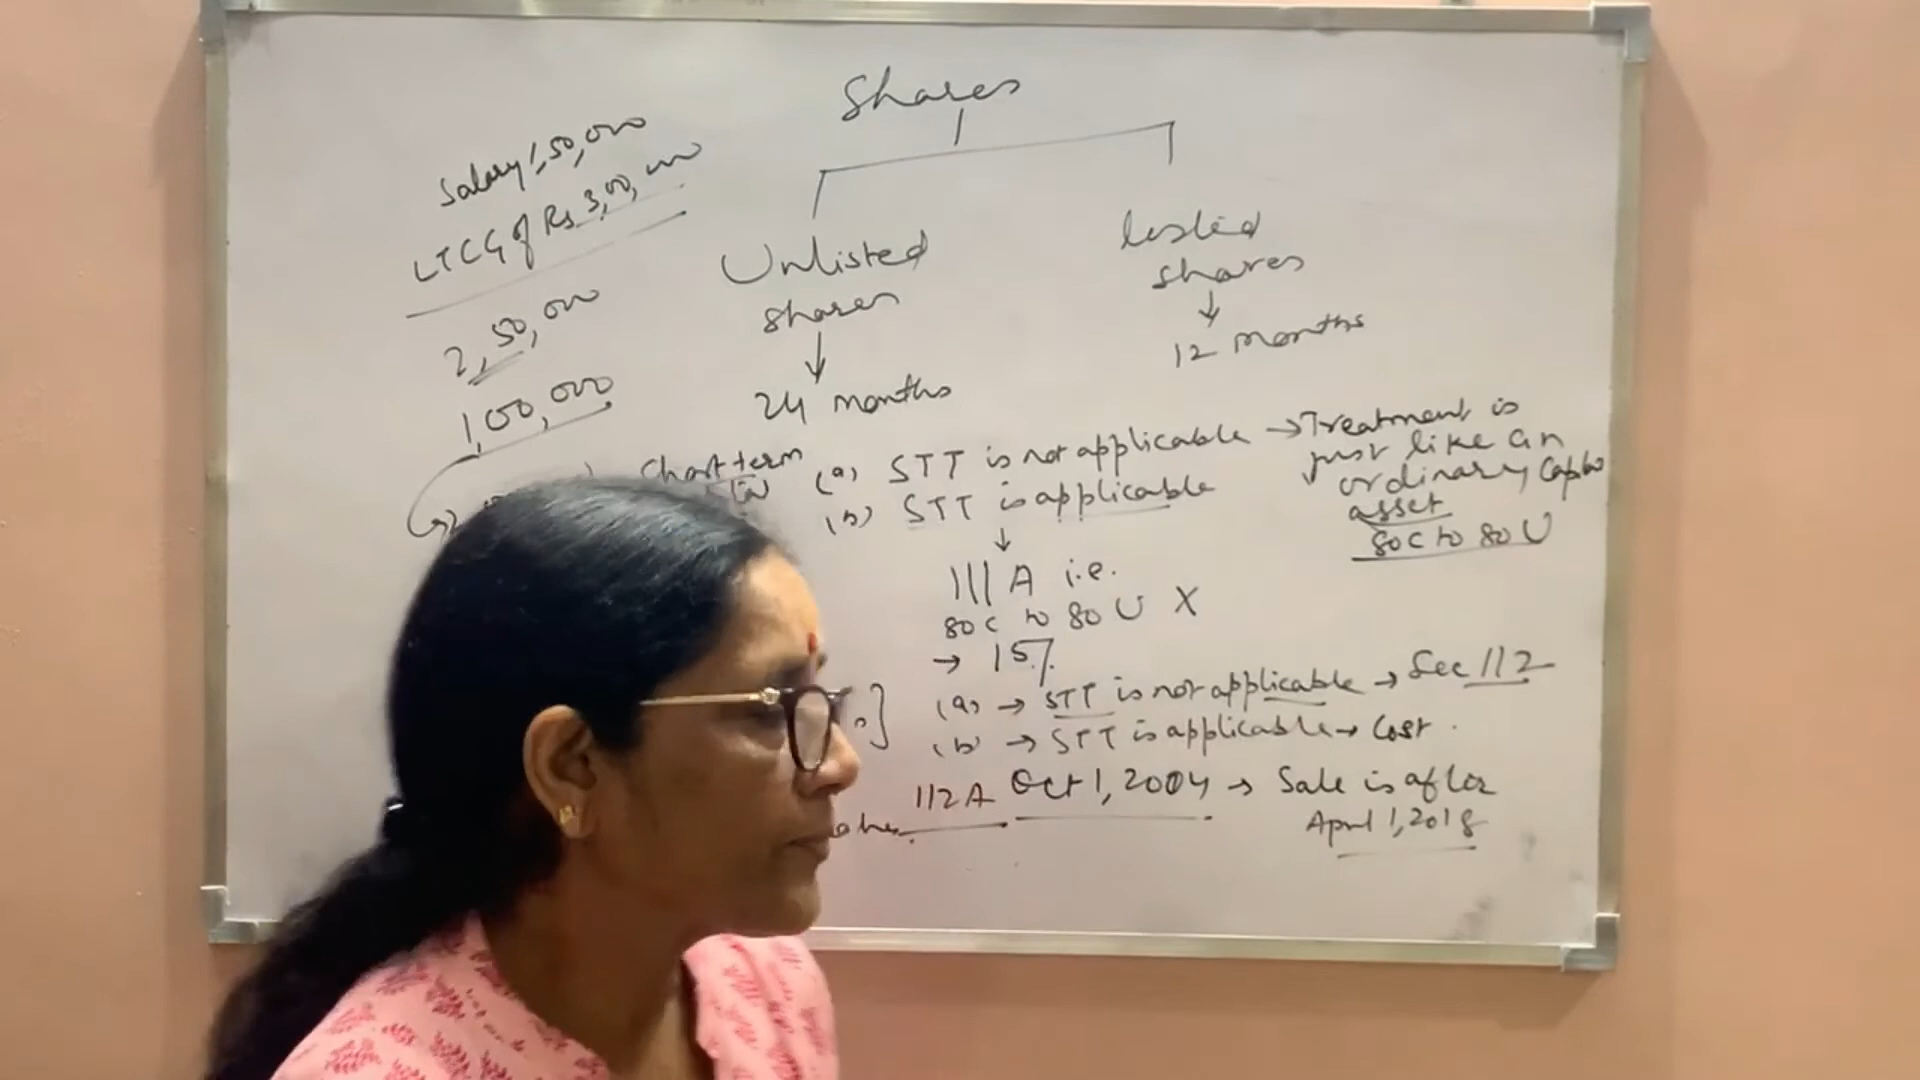 Shares
Salary 1,50,000
LTCG of Rs 3,00,000
2,50,000
1,00,000
Unlisted
shares
↓
24 months
listed
shares
↓
12 months
Short term
(a) STT is not applicable → Treatment is
just like an
ordinary Capital
asset
80C to 80U
(b) STT is applicable
↓
111A i.e.
80C to 80U X
→ 15%
(a) → STT is not applicable → Sec 112
(b) → STT is applicable → Cost.
112A Oct 1, 2004 → Sale is after
April 1, 2018